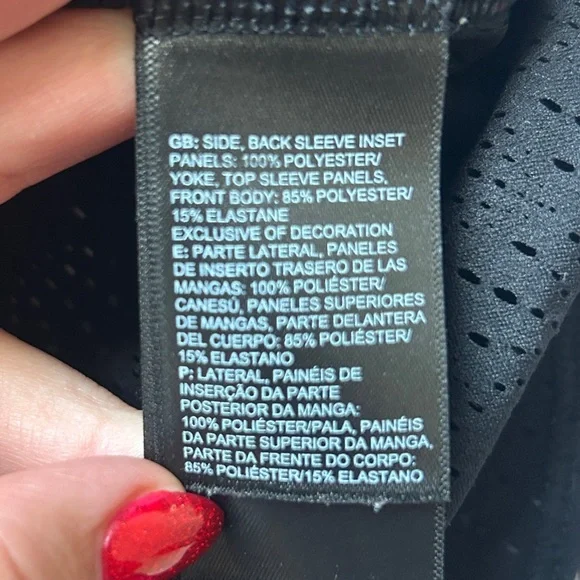 GB: SIDE, BACK SLEEVE INSET
PANELS: 100% POLYESTER/
YOKE, TOP SLEEVE PANELS,
FRONT BODY: 85% POLYESTER/
15% ELASTANE
EXCLUSIVE OF DECORATION
E: PARTE LATERAL, PANELES
DE INSERTO TRASERO DE LAS
MANGAS: 100% POLIÉSTER/
CANESÚ, PANELES SUPERIORES
DE MANGAS, PARTE DELANTERA
DEL CUERPO: 85% POLIÉSTER/
15% ELASTANO
P: LATERAL, PAINÉIS DE
INSERÇÃO DA PARTE
POSTERIOR DA MANGA:
100% POLIÉSTER/PALA, PAINÉIS
DA PARTE SUPERIOR DA MANGA,
PARTE DA FRENTE DO CORPO:
85% POLIÉSTER/15% ELASTANO